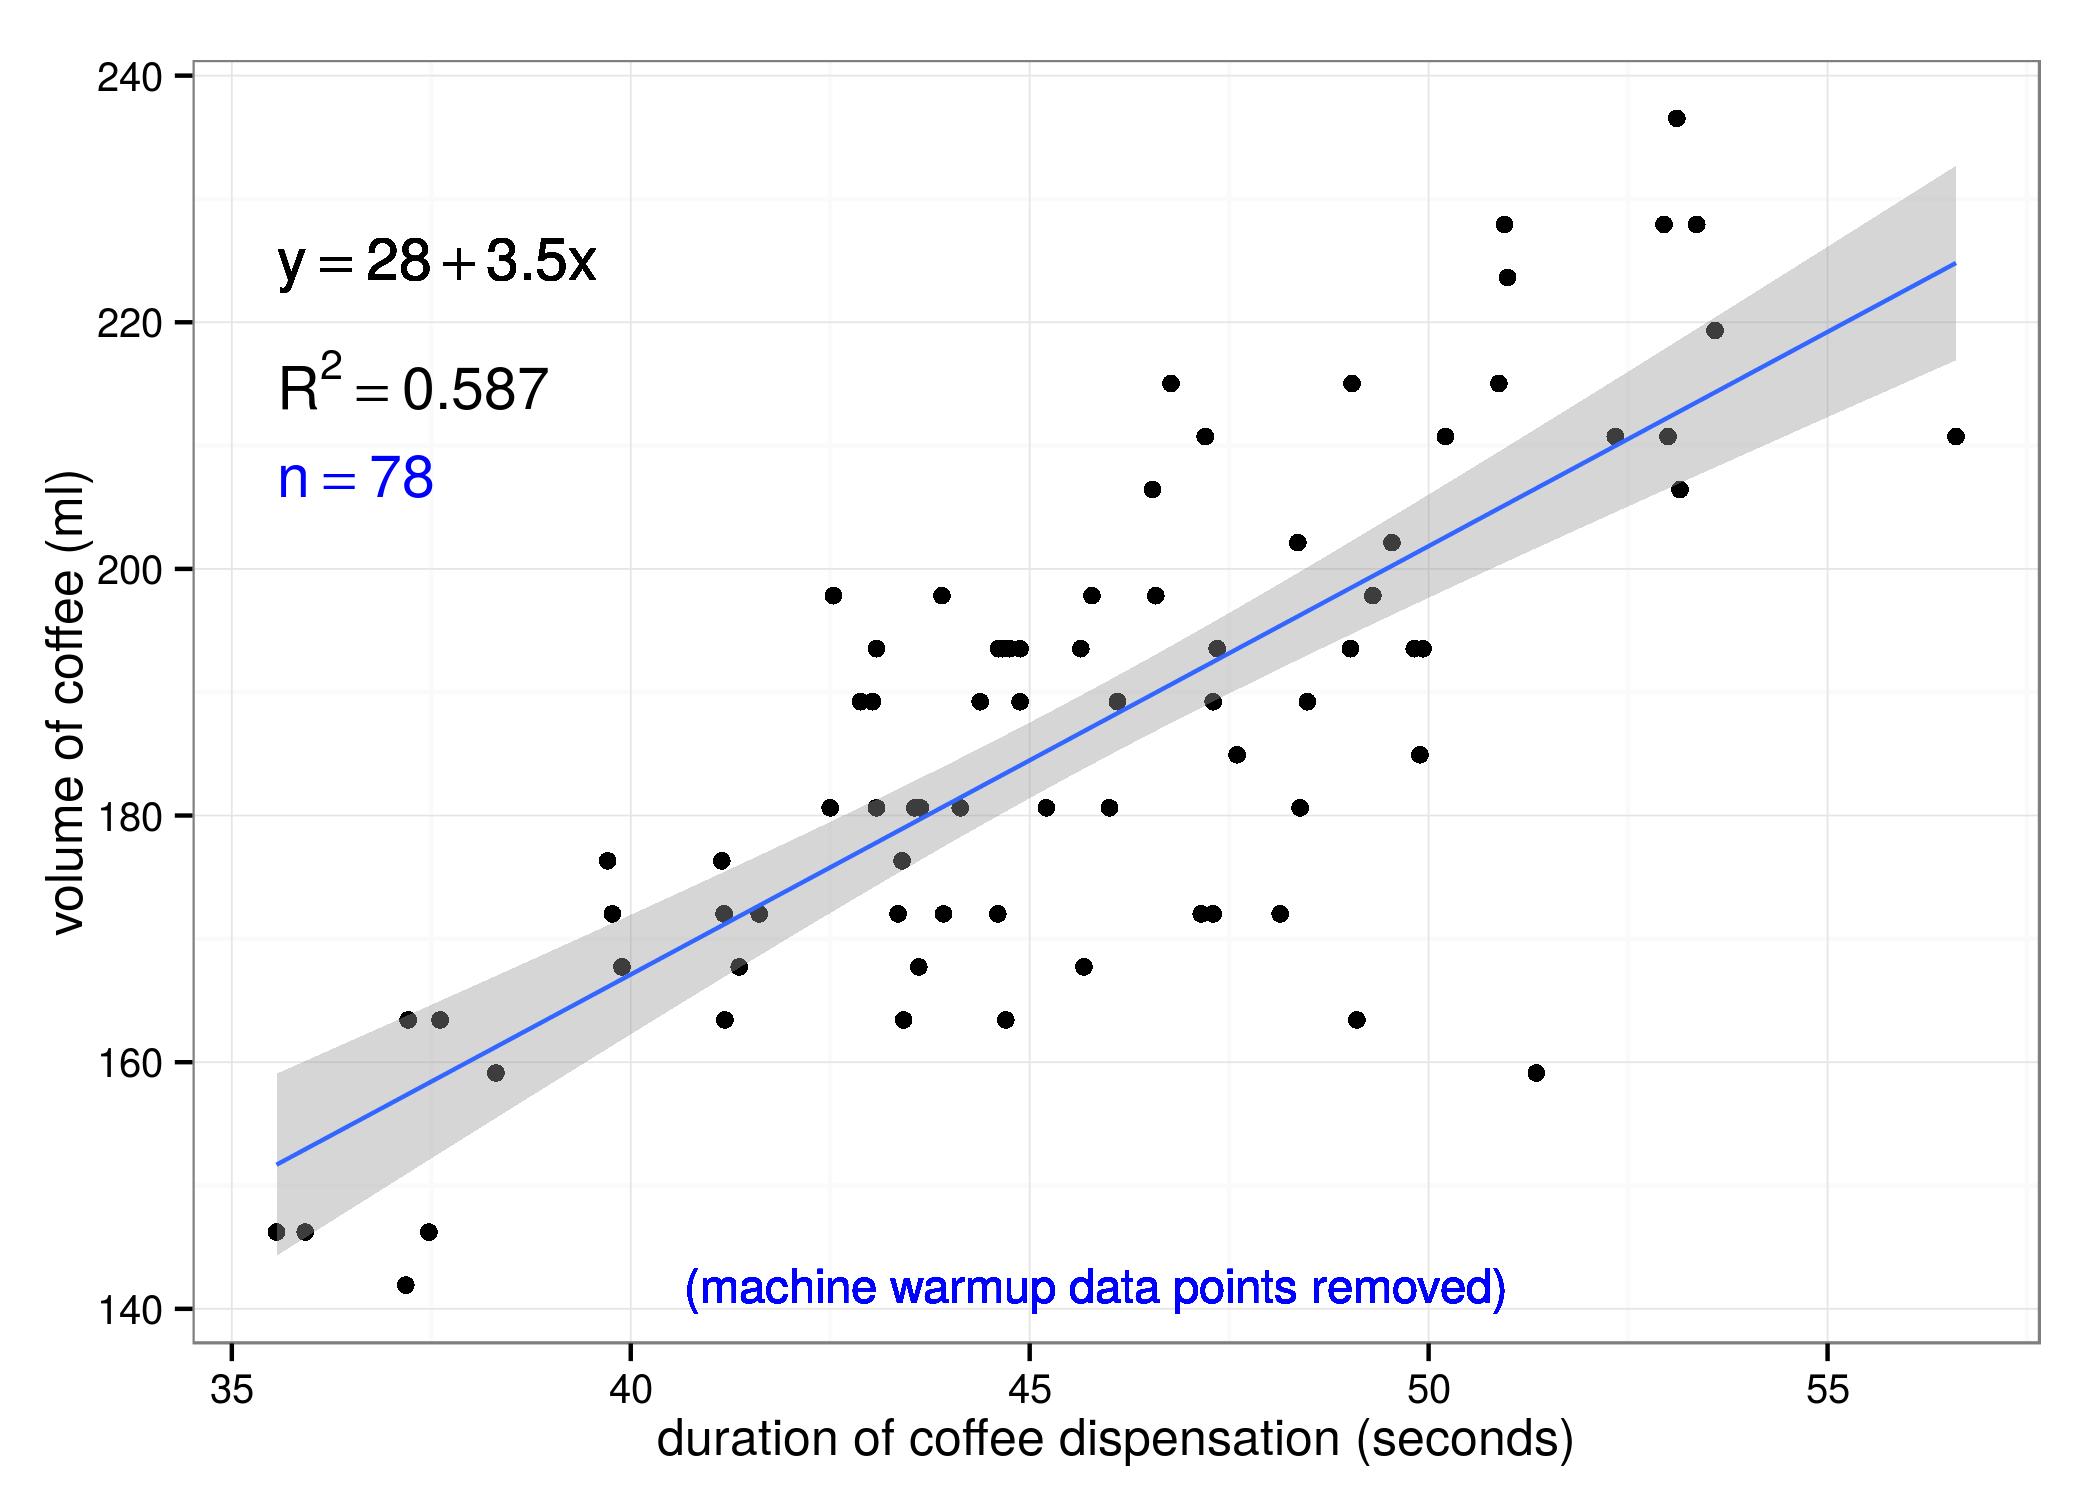 240
220
200
180
160
140
volume of coffee (ml)
y = 28 + 3.5x
R² = 0.587
n = 78
(machine warmup data points removed)
35 40 45 50 55
duration of coffee dispensation (seconds)